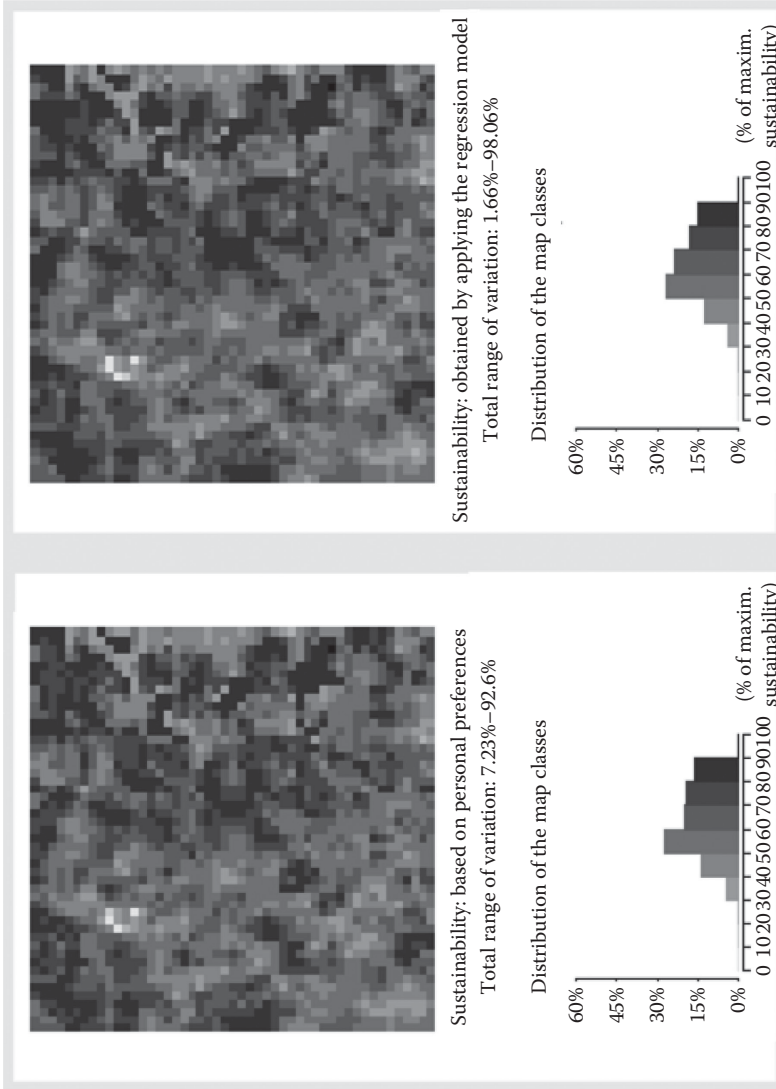 Sustainability: based on personal preferences
Total range of variation: 7.23%–92.6%
Distribution of the map classes
60%
45%
30%
15%
0%
0 10 20 30 40 50 60 70 80 90 100
(% of maxim.
sustainability)
Sustainability: obtained by applying the regression model
Total range of variation: 1.66%–98.06%
Distribution of the map classes
60%
45%
30%
15%
0%
0 10 20 30 40 50 60 70 80 90 100
(% of maxim.
sustainability)